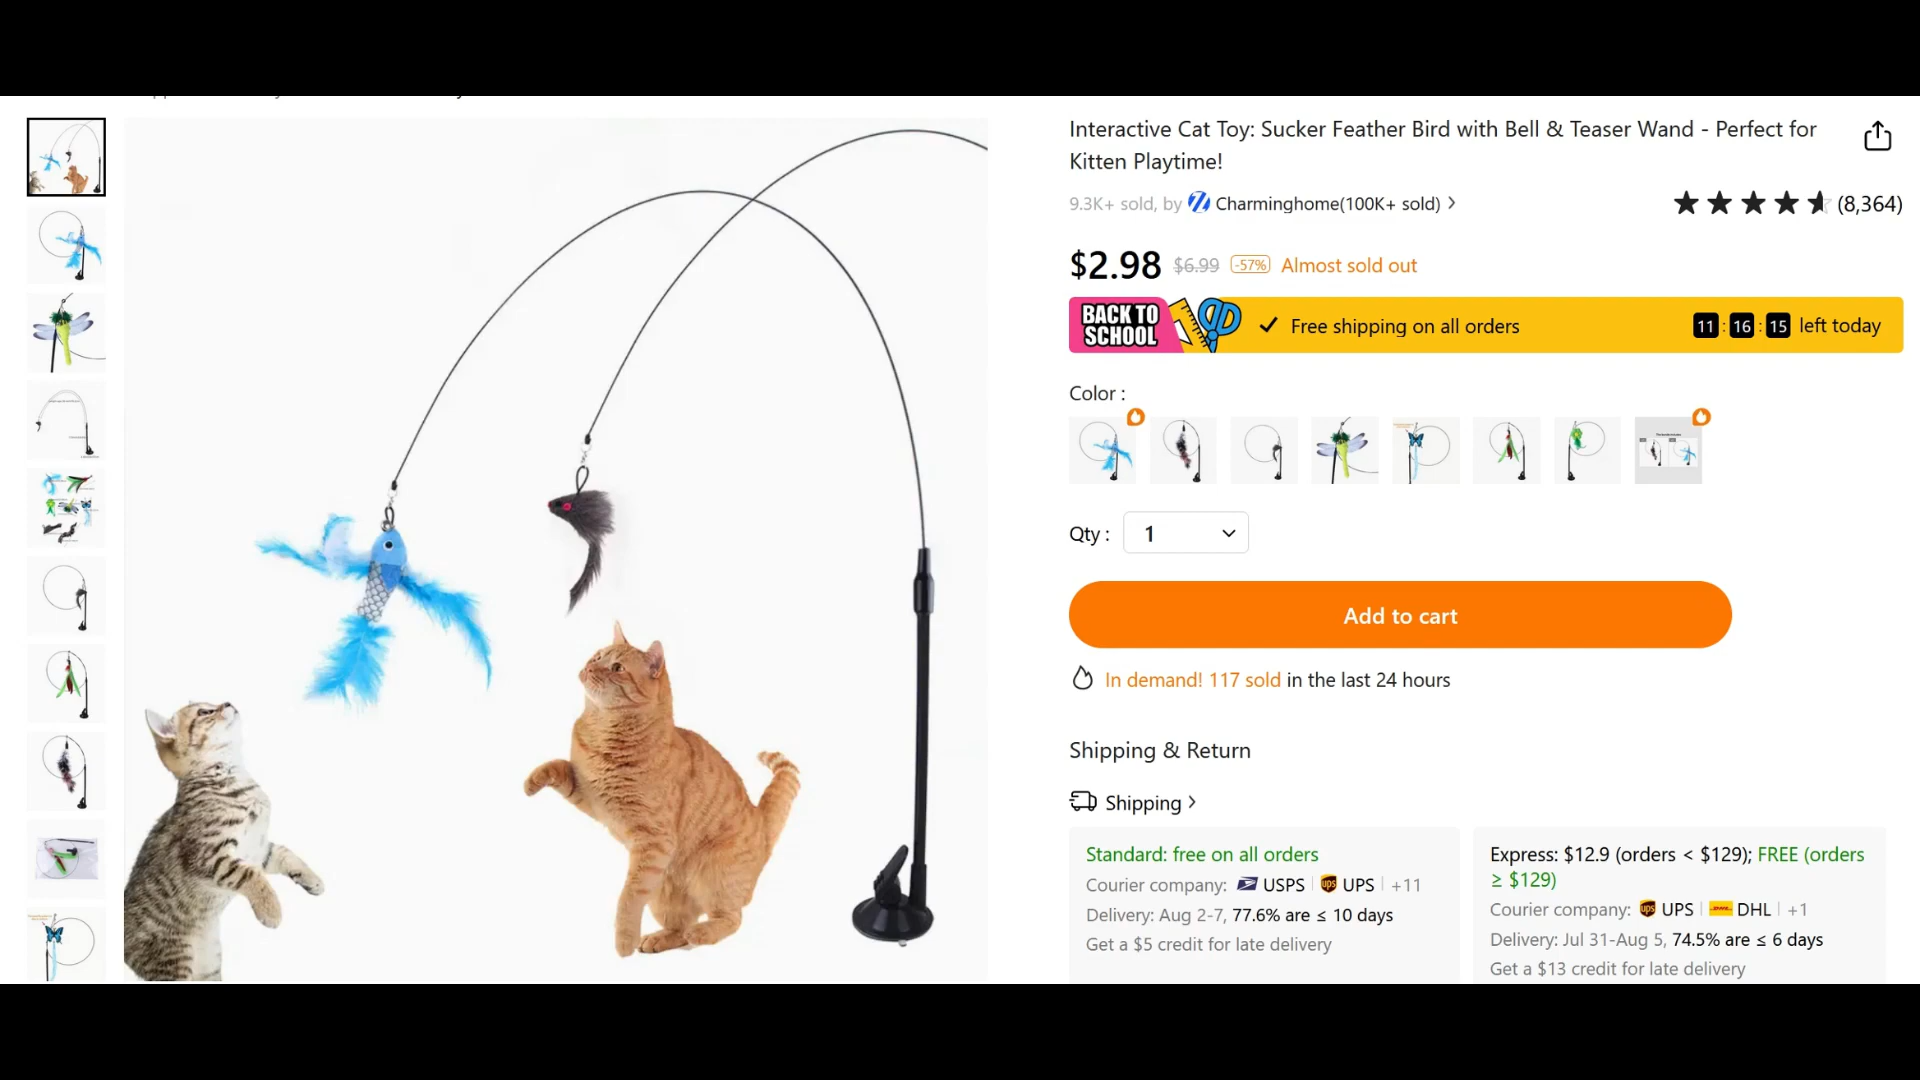 Interactive Cat Toy: Sucker Feather Bird with Bell & Teaser Wand - Perfect for
Kitten Playtime!
9.3K+ sold, by Charminghome(100K+ sold) >
(8,364)
$2.98 $6.99 -57% Almost sold out
BACK TO
SCHOOL
Free shipping on all orders
11 : 16 : 15 left today
Color :
Qty : 1
Add to cart
In demand! 117 sold in the last 24 hours
Shipping & Return
Shipping >
Standard: free on all orders
Courier company: USPS | UPS | +11
Delivery: Aug 2-7, 77.6% are ≤ 10 days
Get a $5 credit for late delivery
Express: $12.9 (orders < $129); FREE (orders
≥ $129)
Courier company: UPS | DHL | +1
Delivery: Jul 31-Aug 5, 74.5% are ≤ 6 days
Get a $13 credit for late delivery